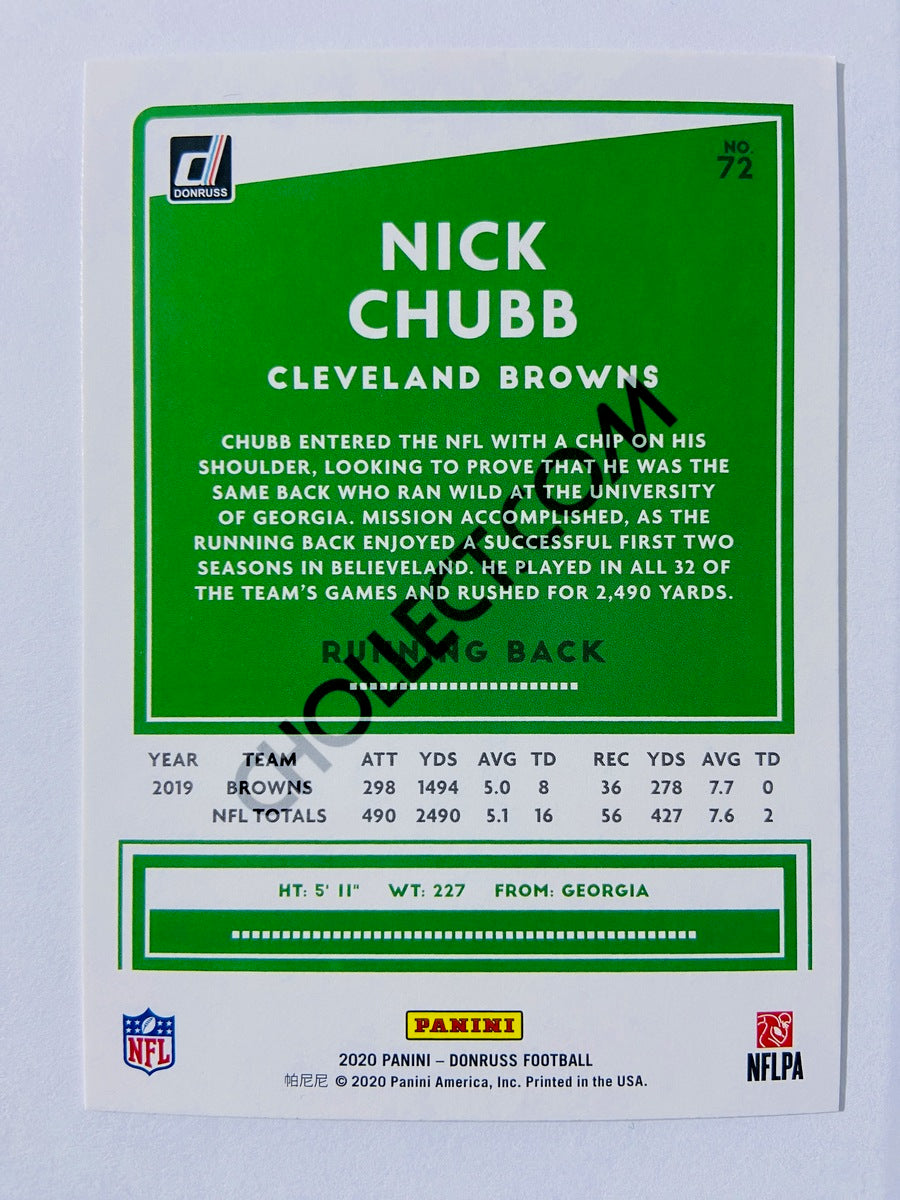 DONRUSS
NO.
72
NICK
CHUBB
CLEVELAND BROWNS
CHUBB ENTERED THE NFL WITH A CHIP ON HIS
SHOULDER, LOOKING TO PROVE THAT HE WAS THE
SAME BACK WHO RAN WILD AT THE UNIVERSITY
OF GEORGIA. MISSION ACCOMPLISHED, AS THE
RUNNING BACK ENJOYED A SUCCESSFUL FIRST TWO
SEASONS IN BELIEVELAND. HE PLAYED IN ALL 32 OF
THE TEAM'S GAMES AND RUSHED FOR 2,490 YARDS.
RUNNING BACK
CHOLLECT.COM
YEAR TEAM ATT YDS AVG TD REC YDS AVG TD
2019 BROWNS 298 1494 5.0 8 36 278 7.7 0
NFL TOTALS 490 2490 5.1 16 56 427 7.6 2
HT: 5' 11" WT: 227 FROM: GEORGIA
NFL
PANINI
NFLPA
2020 PANINI – DONRUSS FOOTBALL
帕尼尼 © 2020 Panini America, Inc. Printed in the USA.